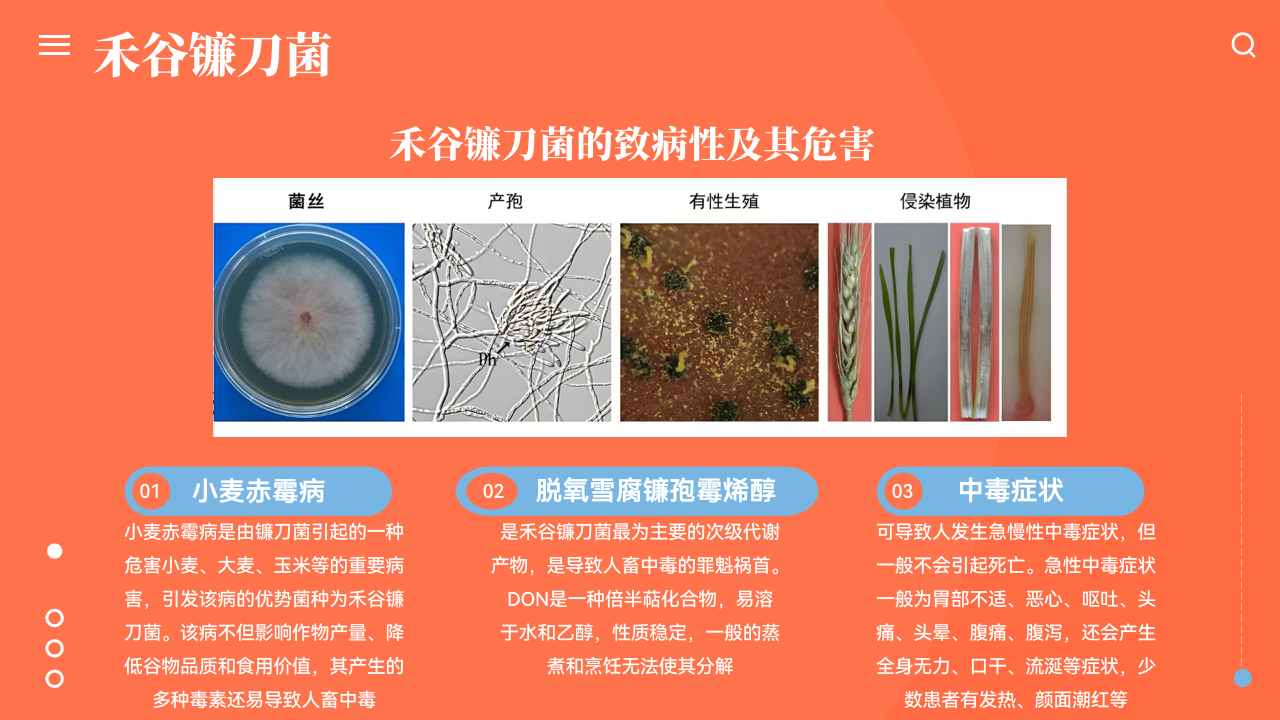 禾谷镰刀菌
禾谷镰刀菌的致病性及其危害
菌丝
产孢
有性生殖
侵染植物
Ph
01 小麦赤霉病
小麦赤霉病是由镰刀菌引起的一种
危害小麦、大麦、玉米等的重要病
害，引发该病的优势菌种为禾谷镰
刀菌。该病不但影响作物产量、降
低谷物品质和食用价值，其产生的
多种毒素还易导致人畜中毒
02 脱氧雪腐镰孢霉烯醇
是禾谷镰刀菌最为主要的次级代谢
产物，是导致人畜中毒的罪魁祸首。
DON是一种倍半萜化合物，易溶
于水和乙醇，性质稳定，一般的蒸
煮和烹饪无法使其分解
03 中毒症状
可导致人发生急慢性中毒症状，但
一般不会引起死亡。急性中毒症状
一般为胃部不适、恶心、呕吐、头
痛、头晕、腹痛、腹泻，还会产生
全身无力、口干、流涎等症状，少
数患者有发热、颜面潮红等